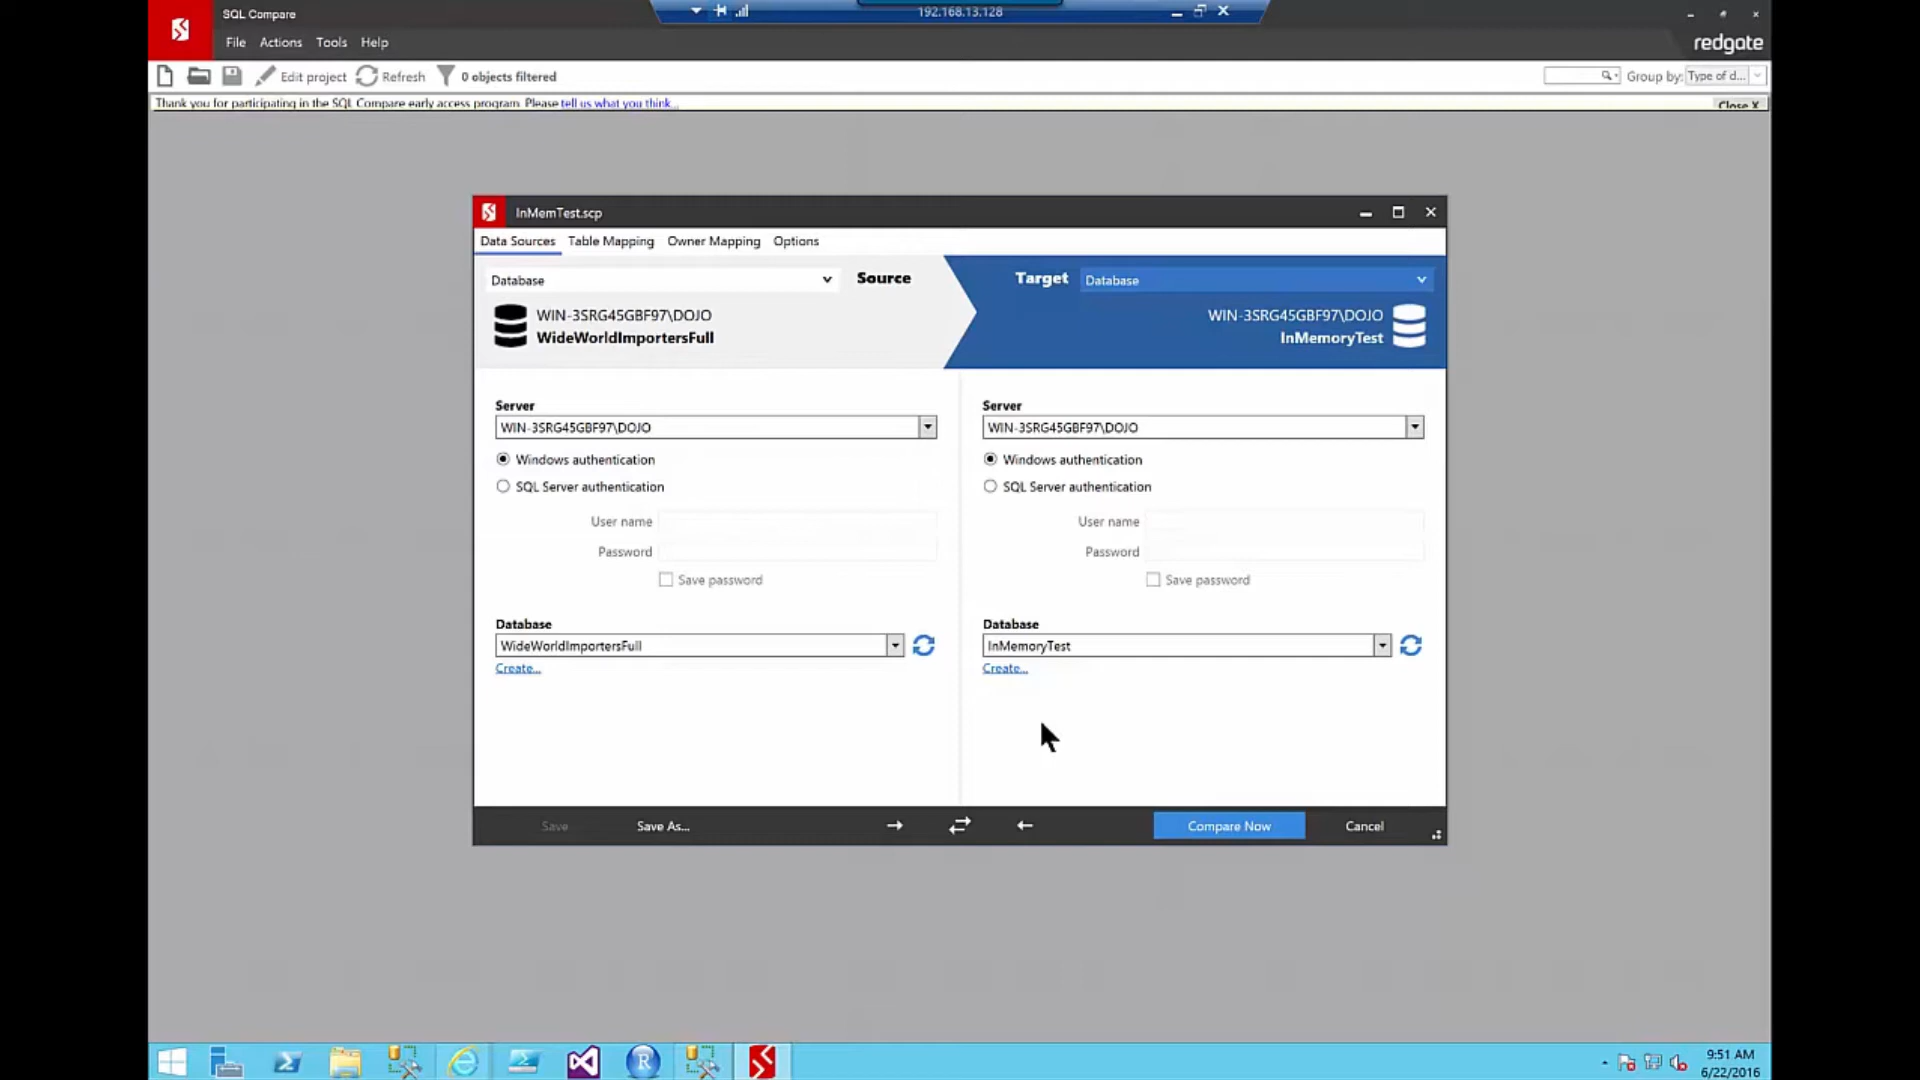 SQL Compare
192.168.13.128
File Actions Tools Help
redgate
Edit project Refresh 0 objects filtered
Group by: Type of d...
Thank you for participating in the SQL Compare early access program. Please tell us what you think...
Close X
InMemTest.scp
Data Sources Table Mapping Owner Mapping Options
Database Source Target Database
WIN-3SRG45GBF97\DOJO
WideWorldImportersFull
WIN-3SRG45GBF97\DOJO
InMemoryTest
Server
WIN-3SRG45GBF97\DOJO
Windows authentication
SQL Server authentication
User name
Password
Save password
Database
WideWorldImportersFull
Create...
Server
WIN-3SRG45GBF97\DOJO
Windows authentication
SQL Server authentication
User name
Password
Save password
Database
InMemoryTest
Create...
Save Save As... Compare Now Cancel
R
9:51 AM
6/22/2016